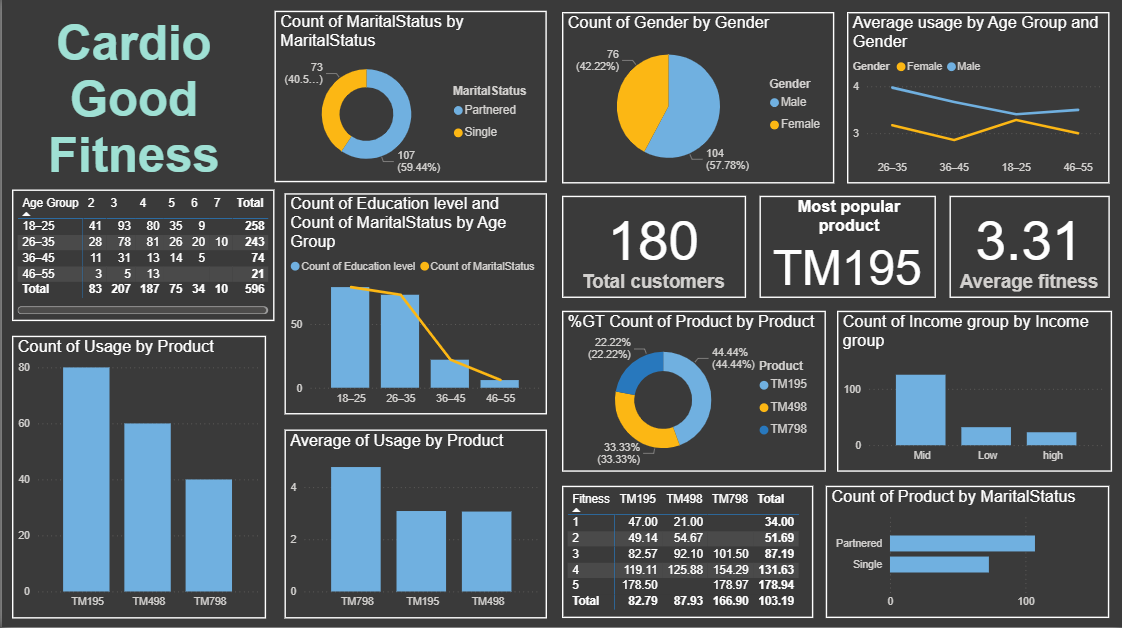 Cardio
Good
Fitness
Count of MaritalStatus by
MaritalStatus
73
(40.5...)
107
(59.44%)
MaritalStatus
Partnered
Single
Count of Gender by Gender
76
(42.22%)
104
(57.78%)
Gender
Male
Female
Average usage by Age Group and
Gender
Gender Female Male
4
3
26–35 36–45 18–25 46–55
Age Group 2 3 4 5 6 7 Total
18–25 41 93 80 35 9 258
26–35 28 78 81 26 20 10 243
36–45 11 31 13 14 5 74
46–55 3 5 13 21
Total 83 207 187 75 34 10 596
Count of Education level and
Count of MaritalStatus by Age
Group
Count of Education level Count of MaritalStatus
50
0
18–25 26–35 36–45 46–55
180
Total customers
Most popular
product
TM195
3.31
Average fitness
Count of Usage by Product
80
60
40
20
0
TM195 TM498 TM798
Average of Usage by Product
4
2
0
TM798 TM195 TM498
%GT Count of Product by Product
22.22%
(22.22%)
44.44%
(44.44%)
33.33%
(33.33%)
Product
TM195
TM498
TM798
Count of Income group by Income
group
100
0
Mid Low high
Fitness TM195 TM498 TM798 Total
1 47.00 21.00 34.00
2 49.14 54.67 51.69
3 82.57 92.10 101.50 87.19
4 119.11 125.88 154.29 131.63
5 178.50 178.97 178.94
Total 82.79 87.93 166.90 103.19
Count of Product by MaritalStatus
Partnered
Single
0 100